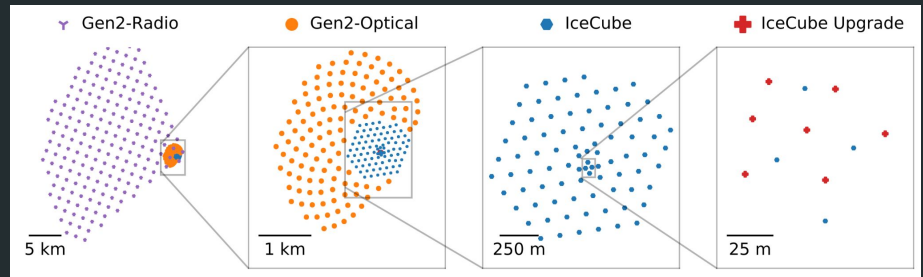 Gen2-Radio
Gen2-Optical
IceCube
IceCube Upgrade
5 km
1 km
250 m
25 m